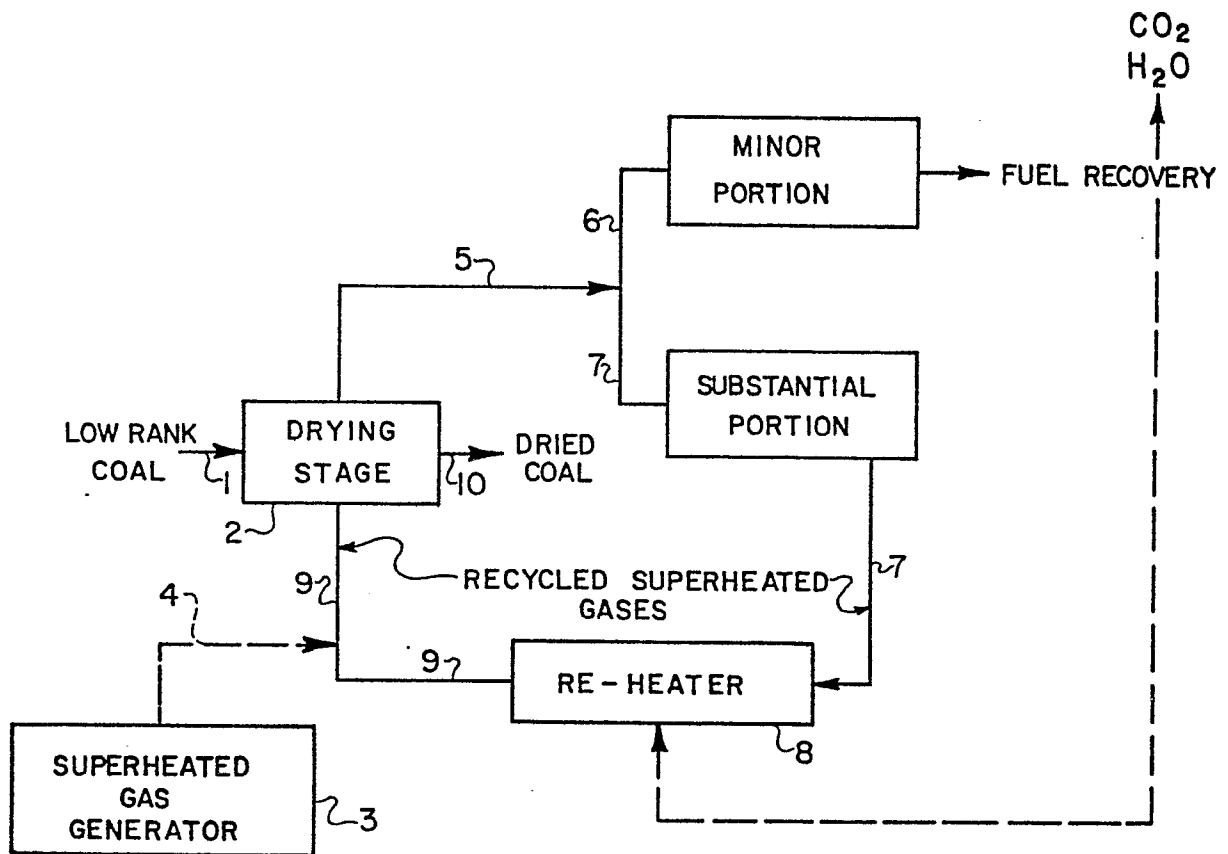 CO2
H2O
MINOR
PORTION
FUEL RECOVERY
6
5
7
SUBSTANTIAL
PORTION
LOW RANK
COAL
1
DRYING
STAGE
2
10
DRIED
COAL
9
RECYCLED SUPERHEATED
GASES
7
4
9
RE-HEATER
8
SUPERHEATED
GAS
GENERATOR
3